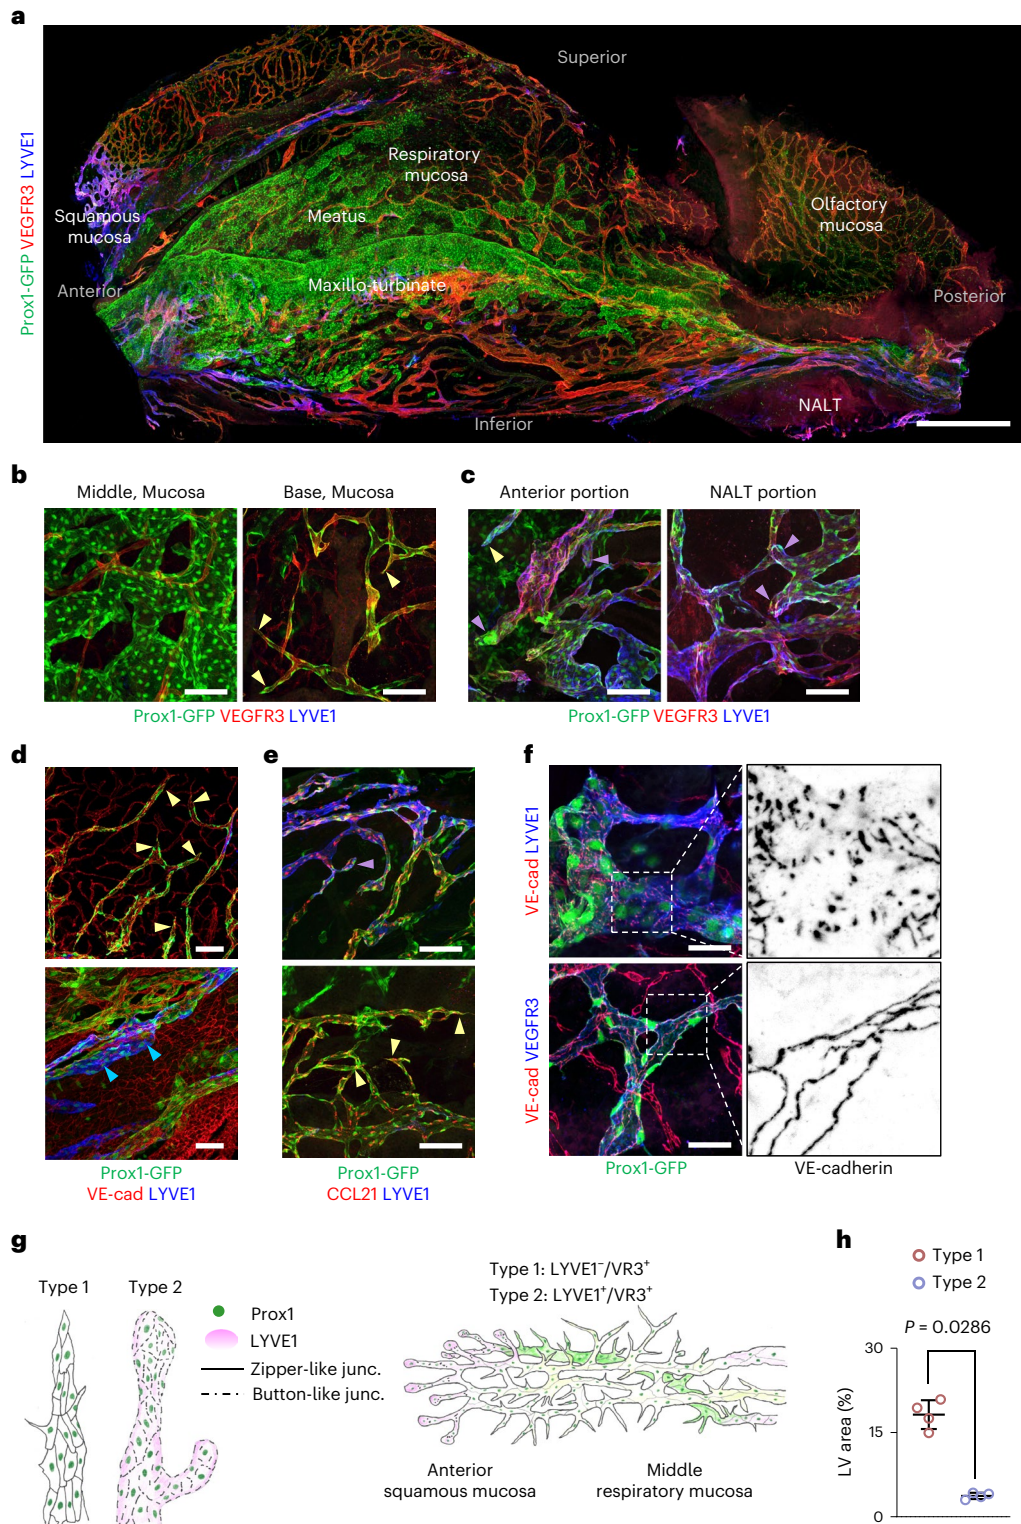 a
Prox1-GFP VEGFR3 LYVE1
Superior
Respiratory
mucosa
Squamous
mucosa
Meatus
Olfactory
mucosa
Anterior
Maxillo-turbinate
Posterior
NALT
Inferior
b
Middle, Mucosa
Base, Mucosa
Prox1-GFP VEGFR3 LYVE1
c
Anterior portion
NALT portion
Prox1-GFP VEGFR3 LYVE1
d
Prox1-GFP
VE-cad LYVE1
e
Prox1-GFP
CCL21 LYVE1
f
VE-cad LYVE1
VE-cad VEGFR3
Prox1-GFP
VE-cadherin
g
Type 1
Type 2
Prox1
LYVE1
Zipper-like junc.
Button-like junc.
Type 1: LYVE1⁻/VR3⁺
Type 2: LYVE1⁺/VR3⁺
Anterior
squamous mucosa
Middle
respiratory mucosa
h
Type 1
Type 2
P = 0.0286
LV area (%)
30
15
0